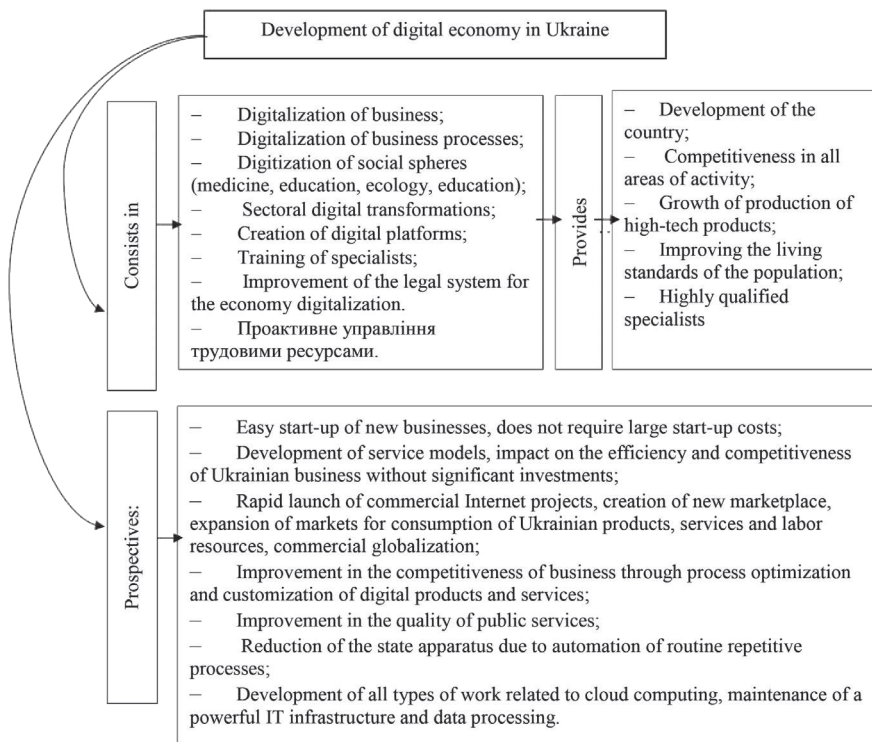 Development of digital economy in Ukraine
Consists in
– Digitalization of business;
– Digitalization of business processes;
– Digitization of social spheres
(medicine, education, ecology, education);
– Sectoral digital transformations;
– Creation of digital platforms;
– Training of specialists;
– Improvement of the legal system for
the economy digitalization.
– Проактивне управління
трудовими ресурсами.
Provides
– Development of the
country;
– Competitiveness in all
areas of activity;
– Growth of production of
high-tech products;
– Improving the living
standards of the population;
– Highly qualified
specialists
Prospectives:
– Easy start-up of new businesses, does not require large start-up costs;
– Development of service models, impact on the efficiency and competitiveness
of Ukrainian business without significant investments;
– Rapid launch of commercial Internet projects, creation of new marketplace,
expansion of markets for consumption of Ukrainian products, services and labor
resources, commercial globalization;
– Improvement in the competitiveness of business through process optimization
and customization of digital products and services;
– Improvement in the quality of public services;
– Reduction of the state apparatus due to automation of routine repetitive
processes;
– Development of all types of work related to cloud computing, maintenance of a
powerful IT infrastructure and data processing.